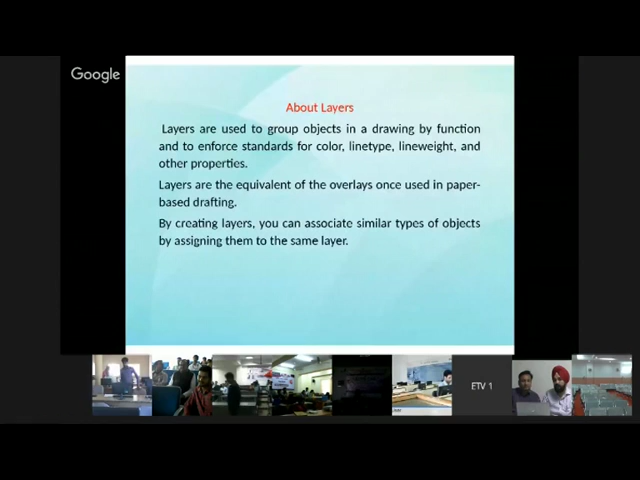 Google
About Layers
Layers are used to group objects in a drawing by function
and to enforce standards for color, linetype, lineweight, and
other properties.
Layers are the equivalent of the overlays once used in paper-
based drafting.
By creating layers, you can associate similar types of objects
by assigning them to the same layer.
ETV 1